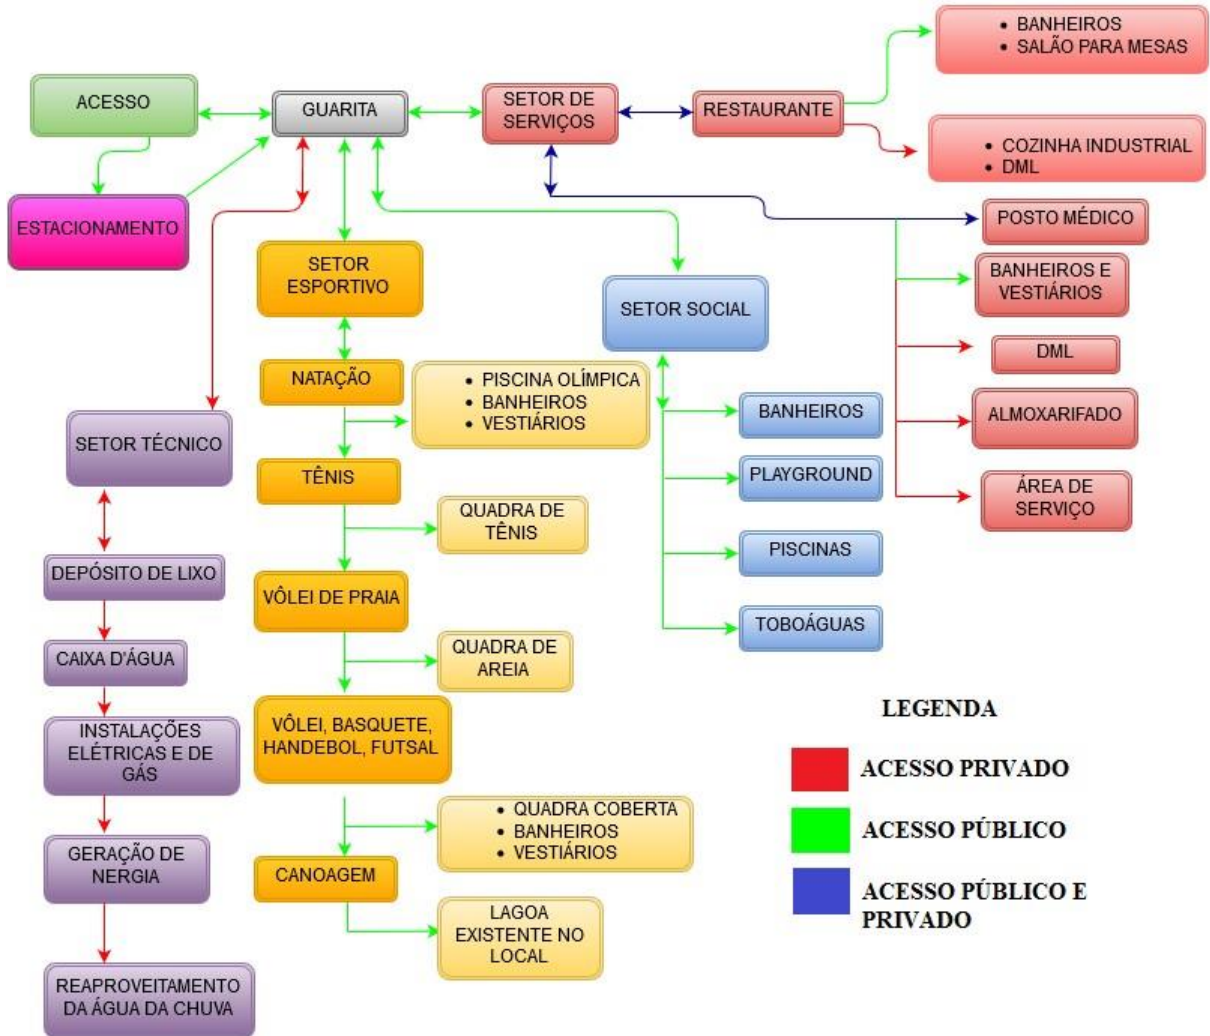 • BANHEIROS
• SALÃO PARA MESAS
ACESSO
GUARITA
SETOR DE
SERVIÇOS
RESTAURANTE
• COZINHA INDUSTRIAL
• DML
ESTACIONAMENTO
POSTO MÉDICO
SETOR
ESPORTIVO
SETOR SOCIAL
BANHEIROS E
VESTIÁRIOS
DML
NATAÇÃO
• PISCINA OLÍMPICA
• BANHEIROS
• VESTIÁRIOS
BANHEIROS
ALMOXARIFADO
SETOR TÉCNICO
TÊNIS
PLAYGROUND
ÁREA DE
SERVIÇO
QUADRA DE
TÊNIS
PISCINAS
DEPÓSITO DE LIXO
VÔLEI DE PRAIA
TOBOÁGUAS
CAIXA D'ÁGUA
QUADRA DE
AREIA
INSTALAÇÕES
ELÉTRICAS E DE
GÁS
VÔLEI, BASQUETE,
HANDEBOL, FUTSAL
• QUADRA COBERTA
• BANHEIROS
• VESTIÁRIOS
GERAÇÃO DE
NERGIA
CANOAGEM
LAGOA
EXISTENTE NO
LOCAL
REAPROVEITAMENTO
DA ÁGUA DA CHUVA
LEGENDA
ACESSO PRIVADO
ACESSO PÚBLICO
ACESSO PÚBLICO E
PRIVADO